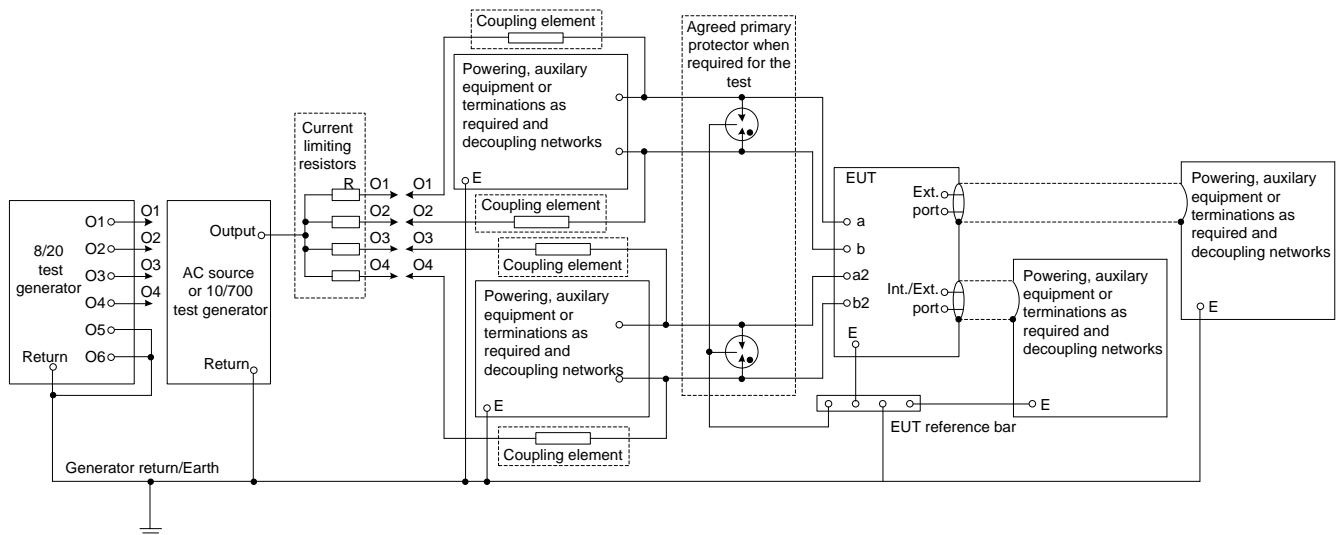 Coupling element
Powering, auxilary
equipment or
terminations as
required and
decoupling networks
E
Coupling element
Agreed primary
protector when
required for the
test
Current
limiting
resistors
R
O1
O2
O3
O4
O1
O2
O3
O4
8/20
test
generator
O1
O2
O3
O4
O5
O6
Return
O1
O2
O3
O4
Output
AC source
or 10/700
test generator
Return
Coupling element
Powering, auxilary
equipment or
terminations as
required and
decoupling networks
E
Coupling element
EUT
a
b
a2
b2
E
Ext.
port
Int./Ext.
port
Powering, auxilary
equipment or
terminations as
required and
decoupling networks
E
Powering, auxilary
equipment or
terminations as
required and
decoupling networks
E
EUT reference bar
Generator return/Earth